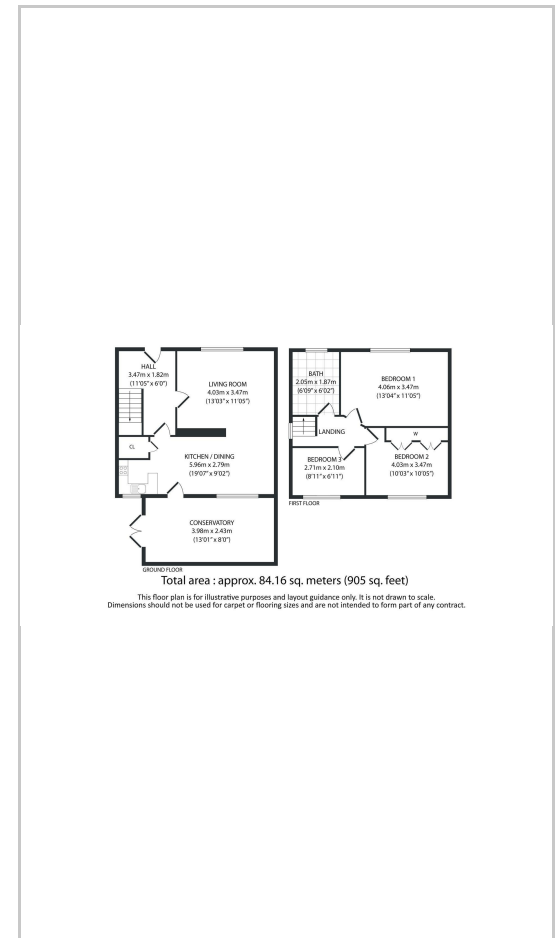 HALL
3.47m x 1.82m
(11'05" x 6'0")
LIVING ROOM
4.03m x 3.47m
(13'03" x 11'05")
CL
KITCHEN / DINING
5.96m x 2.79m
(19'07" x 9'02")
CONSERVATORY
3.98m x 2.43m
(13'01" x 8'0")
GROUND FLOOR
BATH
2.05m x 1.87m
(6'09" x 6'02")
BEDROOM 1
4.06m x 3.47m
(13'04" x 11'05")
LANDING
W
BEDROOM 3
2.71m x 2.10m
(8'11" x 6'11")
BEDROOM 2
4.03m x 3.47m
(10'03" x 10'05")
FIRST FLOOR
Total area : approx. 84.16 sq. meters (905 sq. feet)
This floor plan is for illustrative purposes and layout guidance only. It is not drawn to scale.
Dimensions should not be used for carpet or flooring sizes and are not intended to form part of any contract.